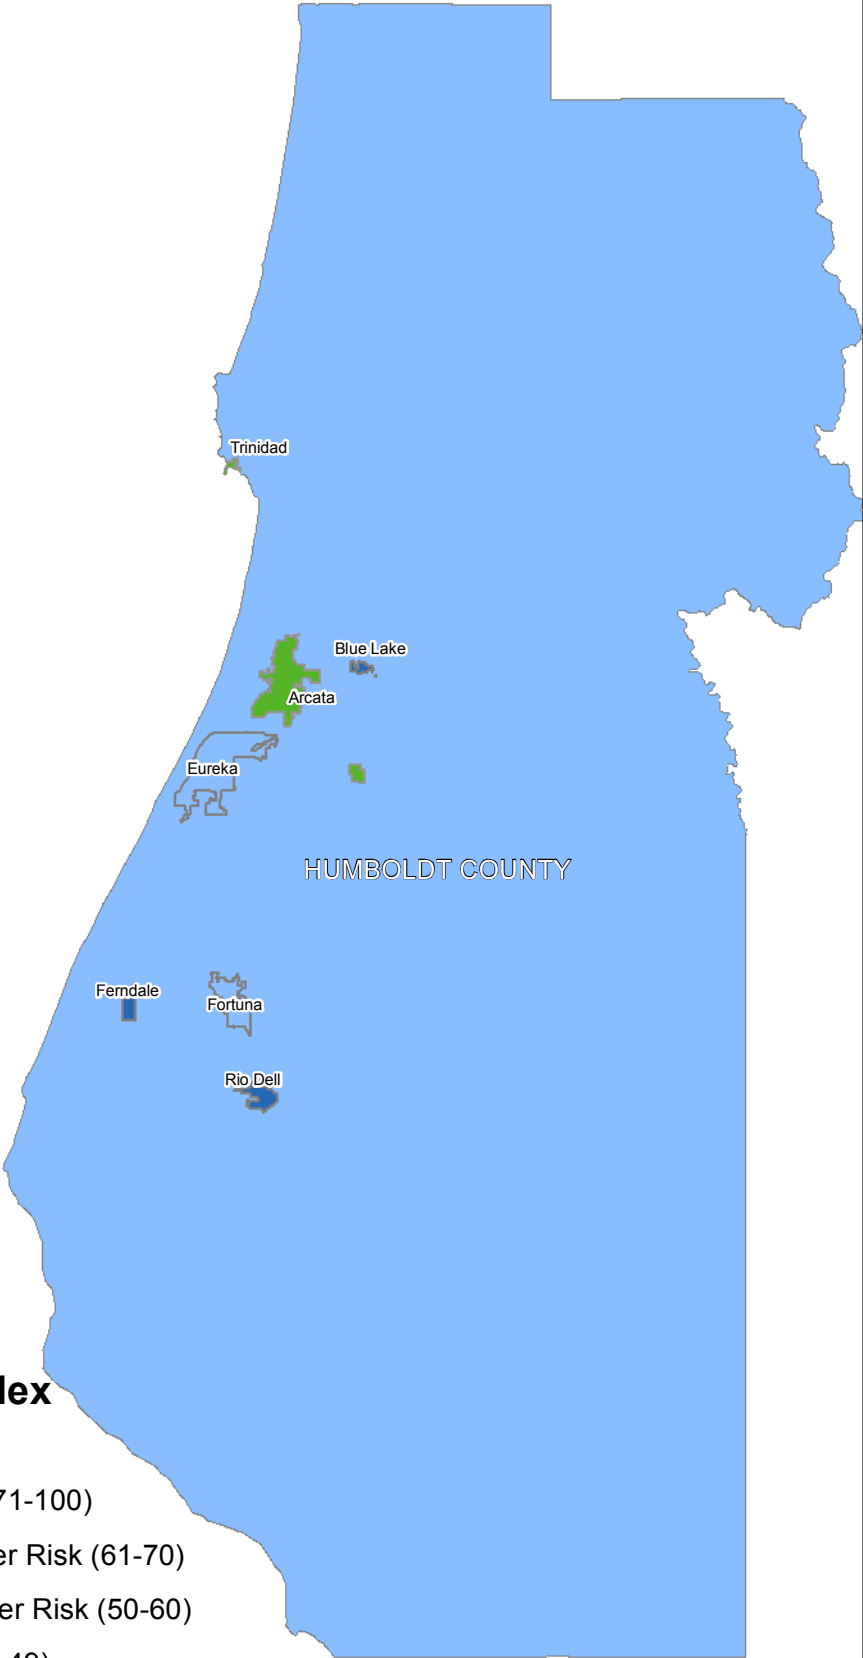 Trinidad
Blue Lake
Arcata
Eureka
HUMBOLDT COUNTY
Ferndale
Fortuna
Rio Dell
lex
71-100)
er Risk (61-70)
er Risk (50-60)